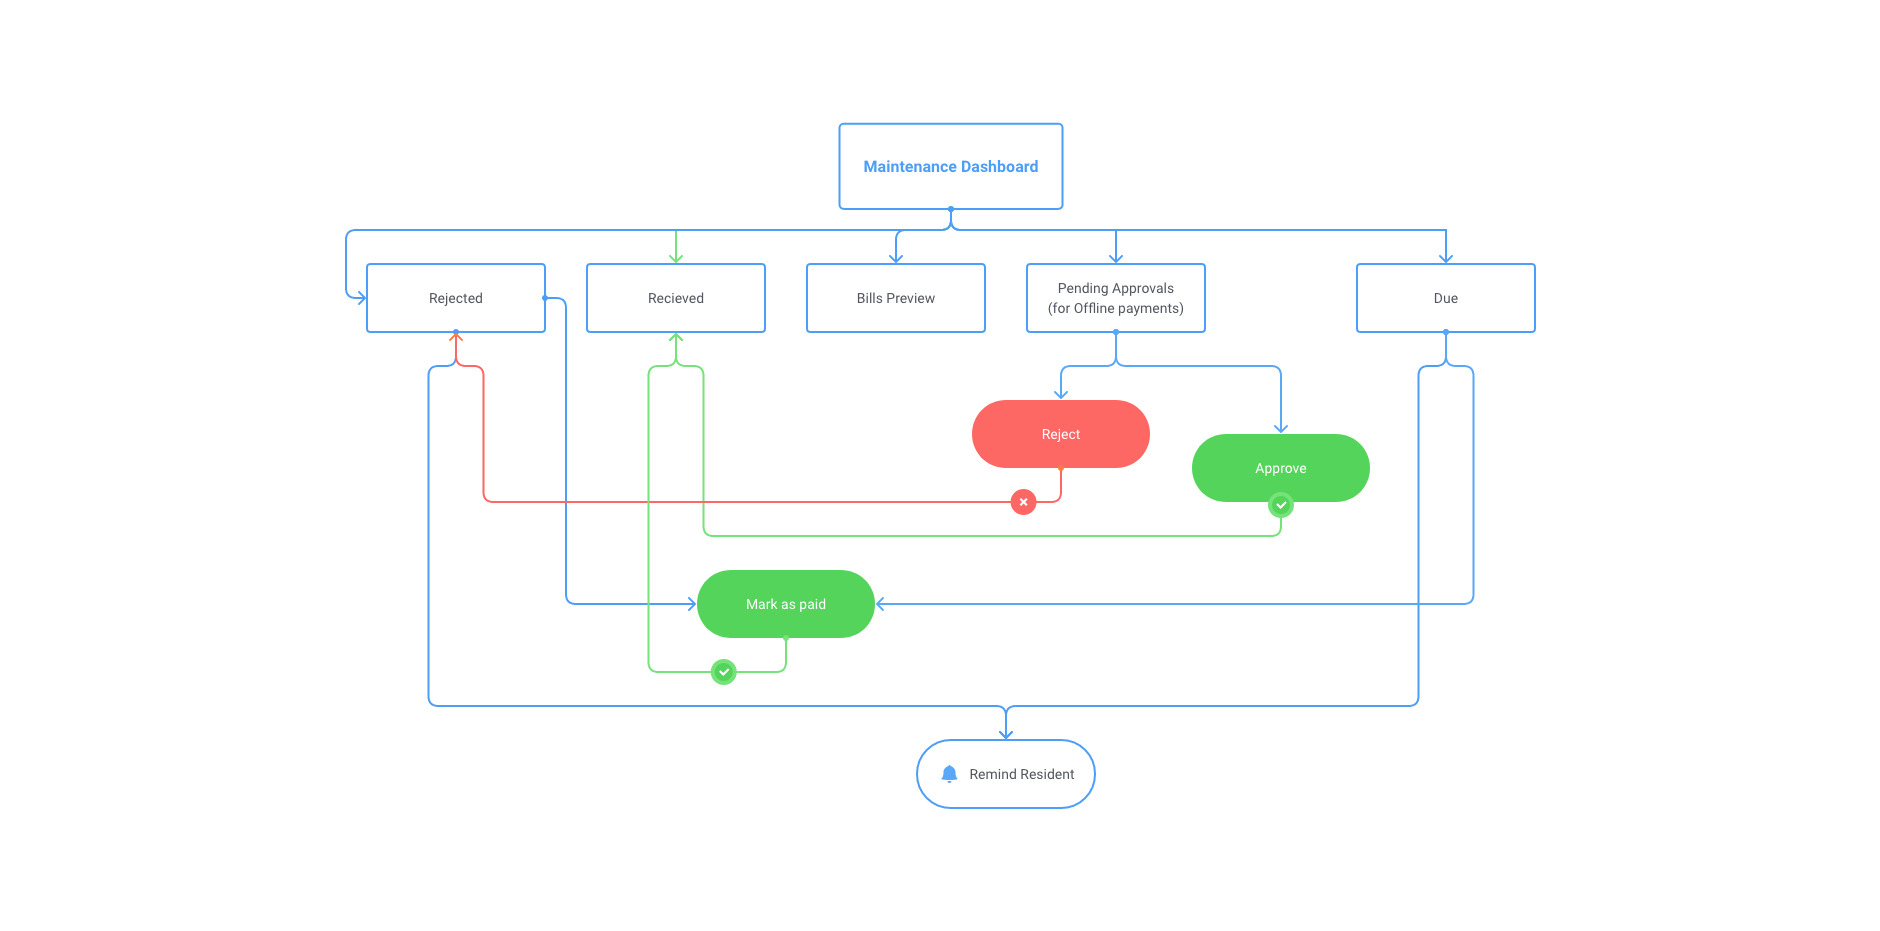 Maintenance Dashboard
Rejected
Recieved
Bills Preview
Pending Approvals
(for Offline payments)
Due
Reject
Approve
Mark as paid
Remind Resident